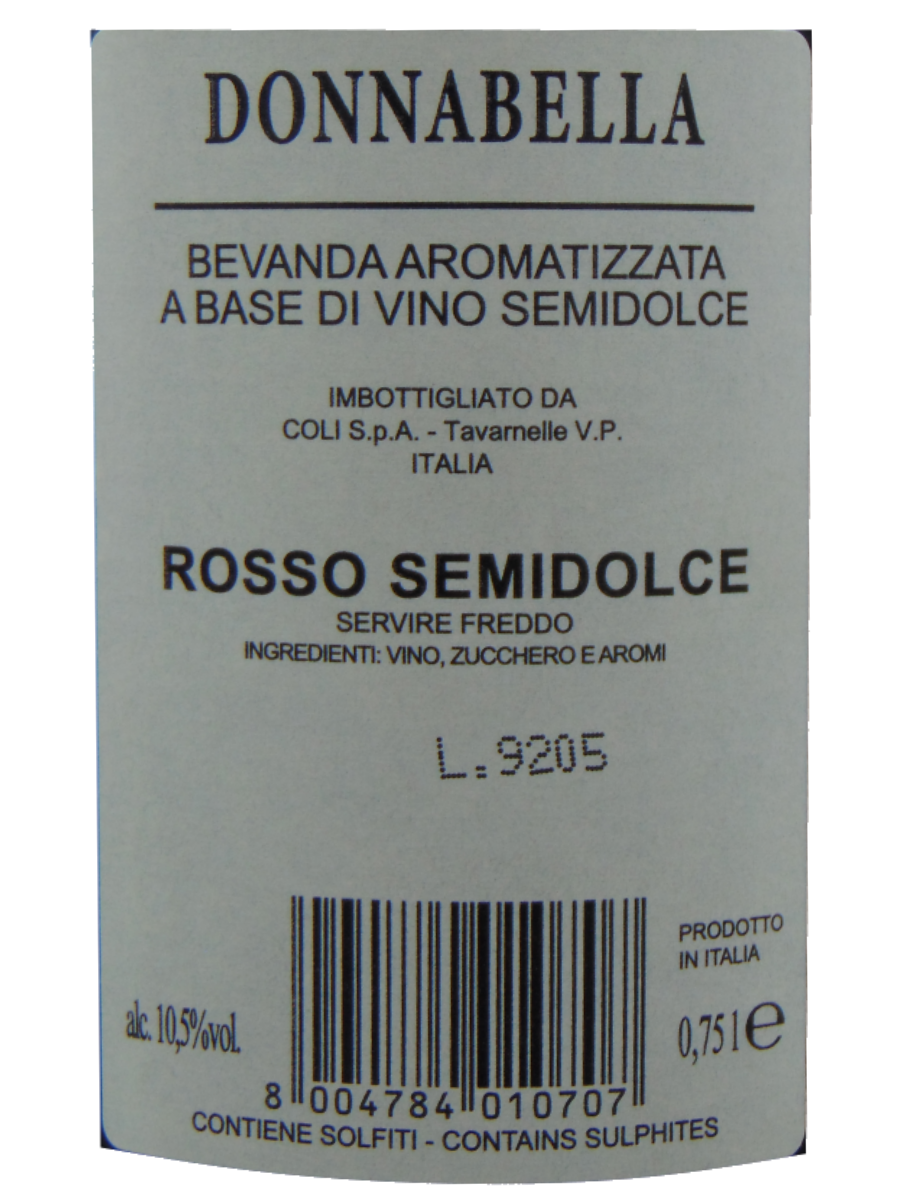 DONNABELLA
BEVANDA AROMATIZZATA
A BASE DI VINO SEMIDOLCE
IMBOTTIGLIATO DA
COLI S.p.A. - Tavarnelle V.P.
ITALIA
ROSSO SEMIDOLCE
SERVIRE FREDDO
INGREDIENTI: VINO, ZUCCHERO E AROMI
L.:9205
PRODOTTO
IN ITALIA
alc. 10,5%vol.
0,75 l e
8 004784 010707
CONTIENE SOLFITI - CONTAINS SULPHITES